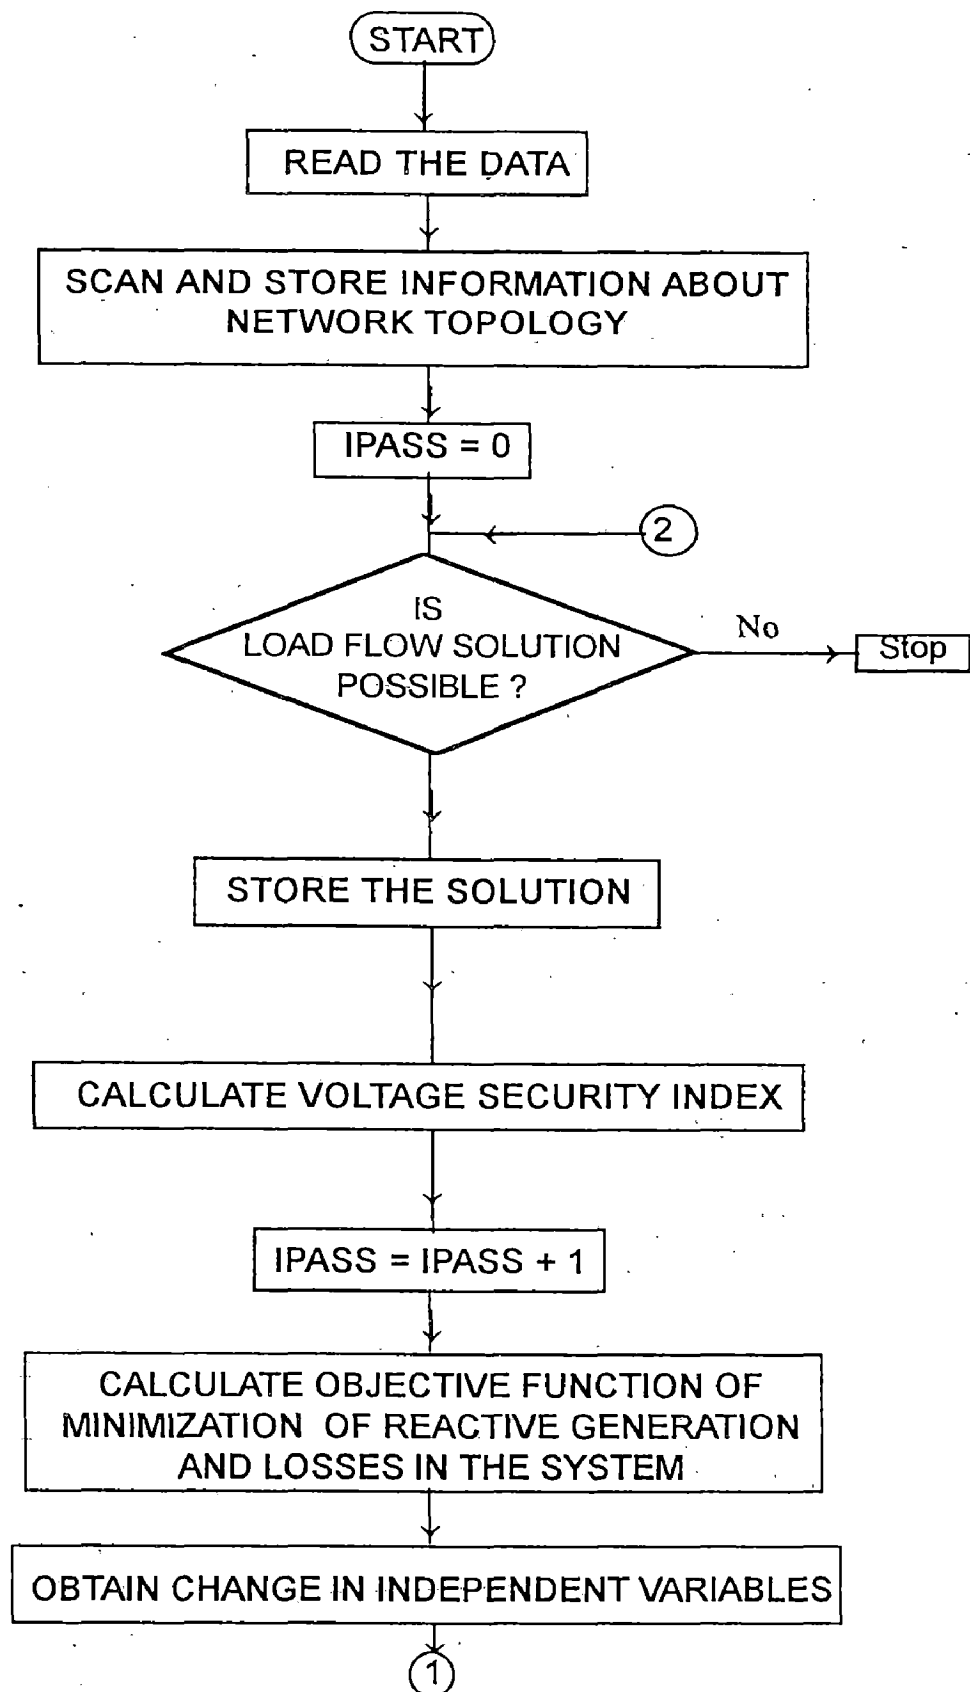 START
READ THE DATA
SCAN AND STORE INFORMATION ABOUT
NETWORK TOPOLOGY
IPASS = 0
2
IS
LOAD FLOW SOLUTION
POSSIBLE ?
No
Stop
STORE THE SOLUTION
CALCULATE VOLTAGE SECURITY INDEX
IPASS = IPASS + 1
CALCULATE OBJECTIVE FUNCTION OF
MINIMIZATION OF REACTIVE GENERATION
AND LOSSES IN THE SYSTEM
OBTAIN CHANGE IN INDEPENDENT VARIABLES
1